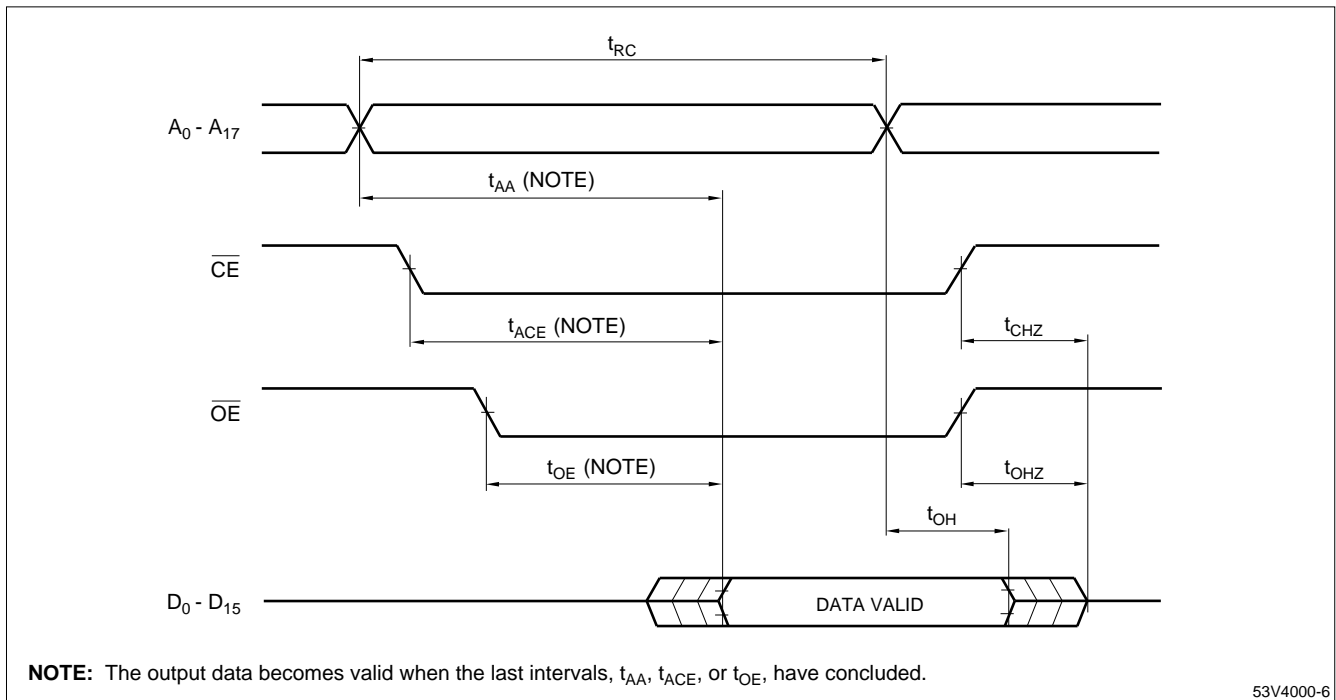 tRC
A0 - A17
tAA (NOTE)
CE
tACE (NOTE)
tCHZ
OE
tOE (NOTE)
tOHZ
tOH
D0 - D15
DATA VALID
NOTE: The output data becomes valid when the last intervals, tAA, tACE, or tOE, have concluded.
53V4000-6